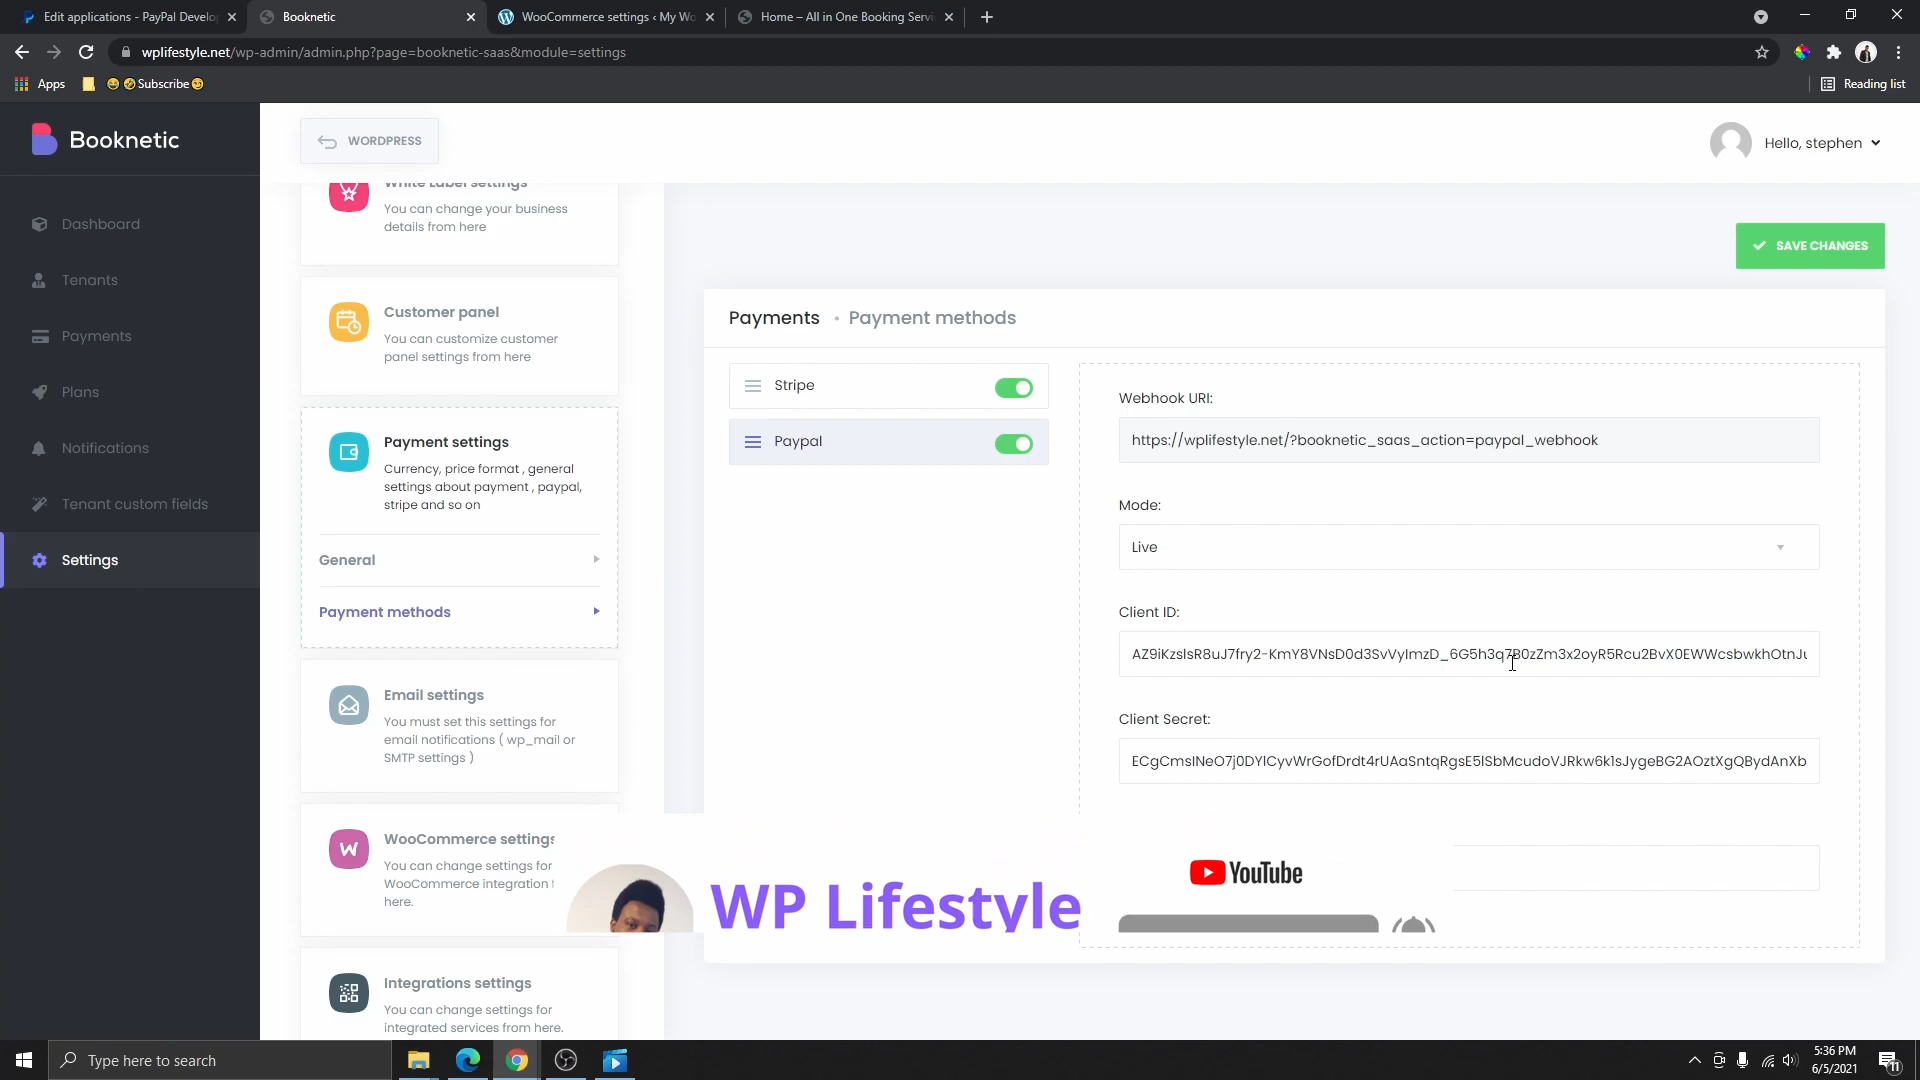 Edit applications - PayPal Develo
Booknetic
WooCommerce settings ‹ My Wo
Home – All in One Booking Servi
wplifestyle.net/wp-admin/admin.php?page=booknetic-saas&module=settings
Apps
Subscribe
Reading list
Booknetic
WORDPRESS
Hello, stephen
Dashboard
Tenants
Payments
Plans
Notifications
Tenant custom fields
Settings
White Label settings
You can change your business
details from here
Customer panel
You can customize customer
panel settings from here
Payment settings
Currency, price format , general
settings about payment , paypal,
stripe and so on
General
Payment methods
Email settings
You must set this settings for
email notifications ( wp_mail or
SMTP settings )
WooCommerce settings
You can change settings for
WooCommerce integration f
here.
Integrations settings
You can change settings for
integrated services from here.
SAVE CHANGES
Payments • Payment methods
Stripe
Paypal
Webhook URI:
https://wplifestyle.net/?booknetic_saas_action=paypal_webhook
Mode:
Live
Client ID:
Client Secret:
WP Lifestyle
YouTube
Type here to search
5:36 PM
6/5/2021
11